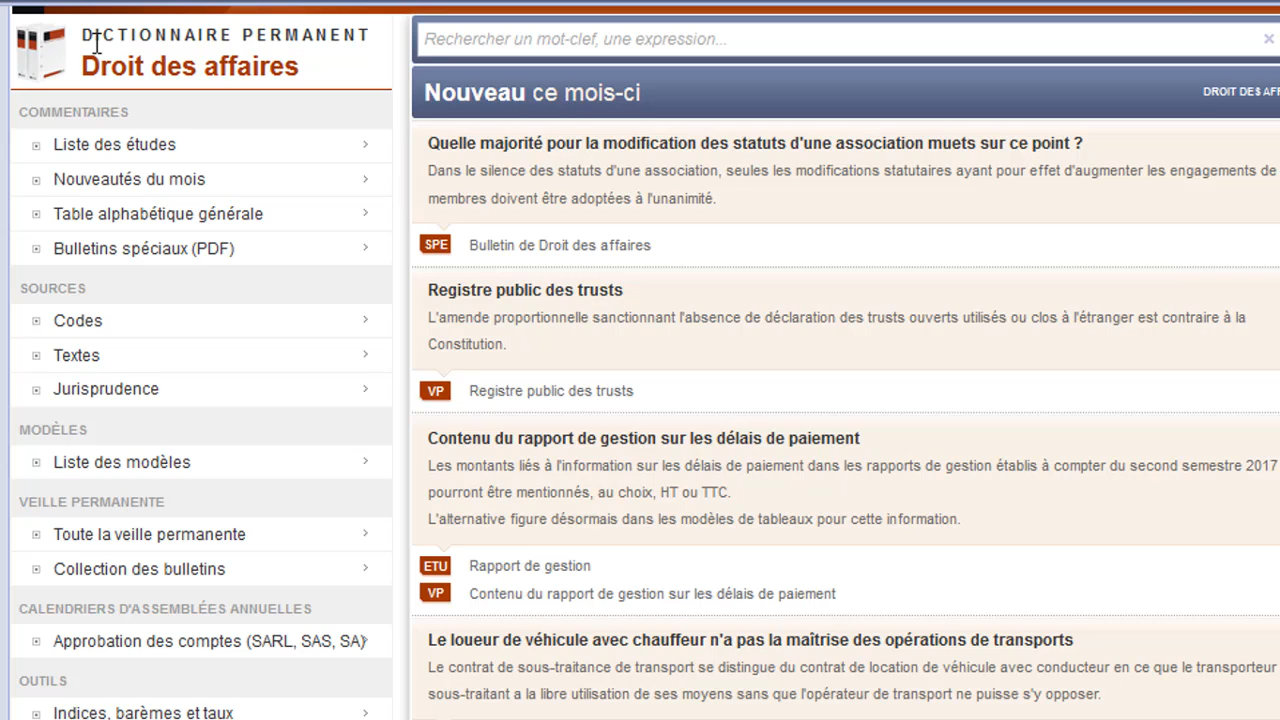 DICTIONNAIRE PERMANENT
Droit des affaires
COMMENTAIRES
Liste des études
Nouveautés du mois
Table alphabétique générale
Bulletins spéciaux (PDF)
SOURCES
Codes
Textes
Jurisprudence
MODÈLES
Liste des modèles
VEILLE PERMANENTE
Toute la veille permanente
Collection des bulletins
CALENDRIERS D'ASSEMBLÉES ANNUELLES
Approbation des comptes (SARL, SAS, SA)
OUTILS
Indices, barèmes et taux
Rechercher un mot-clef, une expression...
Nouveau ce mois-ci
DROIT DES AFF
Quelle majorité pour la modification des statuts d'une association muets sur ce point ?
Dans le silence des statuts d'une association, seules les modifications statutaires ayant pour effet d'augmenter les engagements de
membres doivent être adoptées à l'unanimité.
SPE Bulletin de Droit des affaires
Registre public des trusts
L'amende proportionnelle sanctionnant l'absence de déclaration des trusts ouverts utilisés ou clos à l'étranger est contraire à la
Constitution.
VP Registre public des trusts
Contenu du rapport de gestion sur les délais de paiement
Les montants liés à l'information sur les délais de paiement dans les rapports de gestion établis à compter du second semestre 2017
pourront être mentionnés, au choix, HT ou TTC.
L'alternative figure désormais dans les modèles de tableaux pour cette information.
ETU Rapport de gestion
VP Contenu du rapport de gestion sur les délais de paiement
Le loueur de véhicule avec chauffeur n'a pas la maîtrise des opérations de transports
Le contrat de sous-traitance de transport se distingue du contrat de location de véhicule avec conducteur en ce que le transporteur
sous-traitant a la libre utilisation de ses moyens sans que l'opérateur de transport ne puisse s'y opposer.